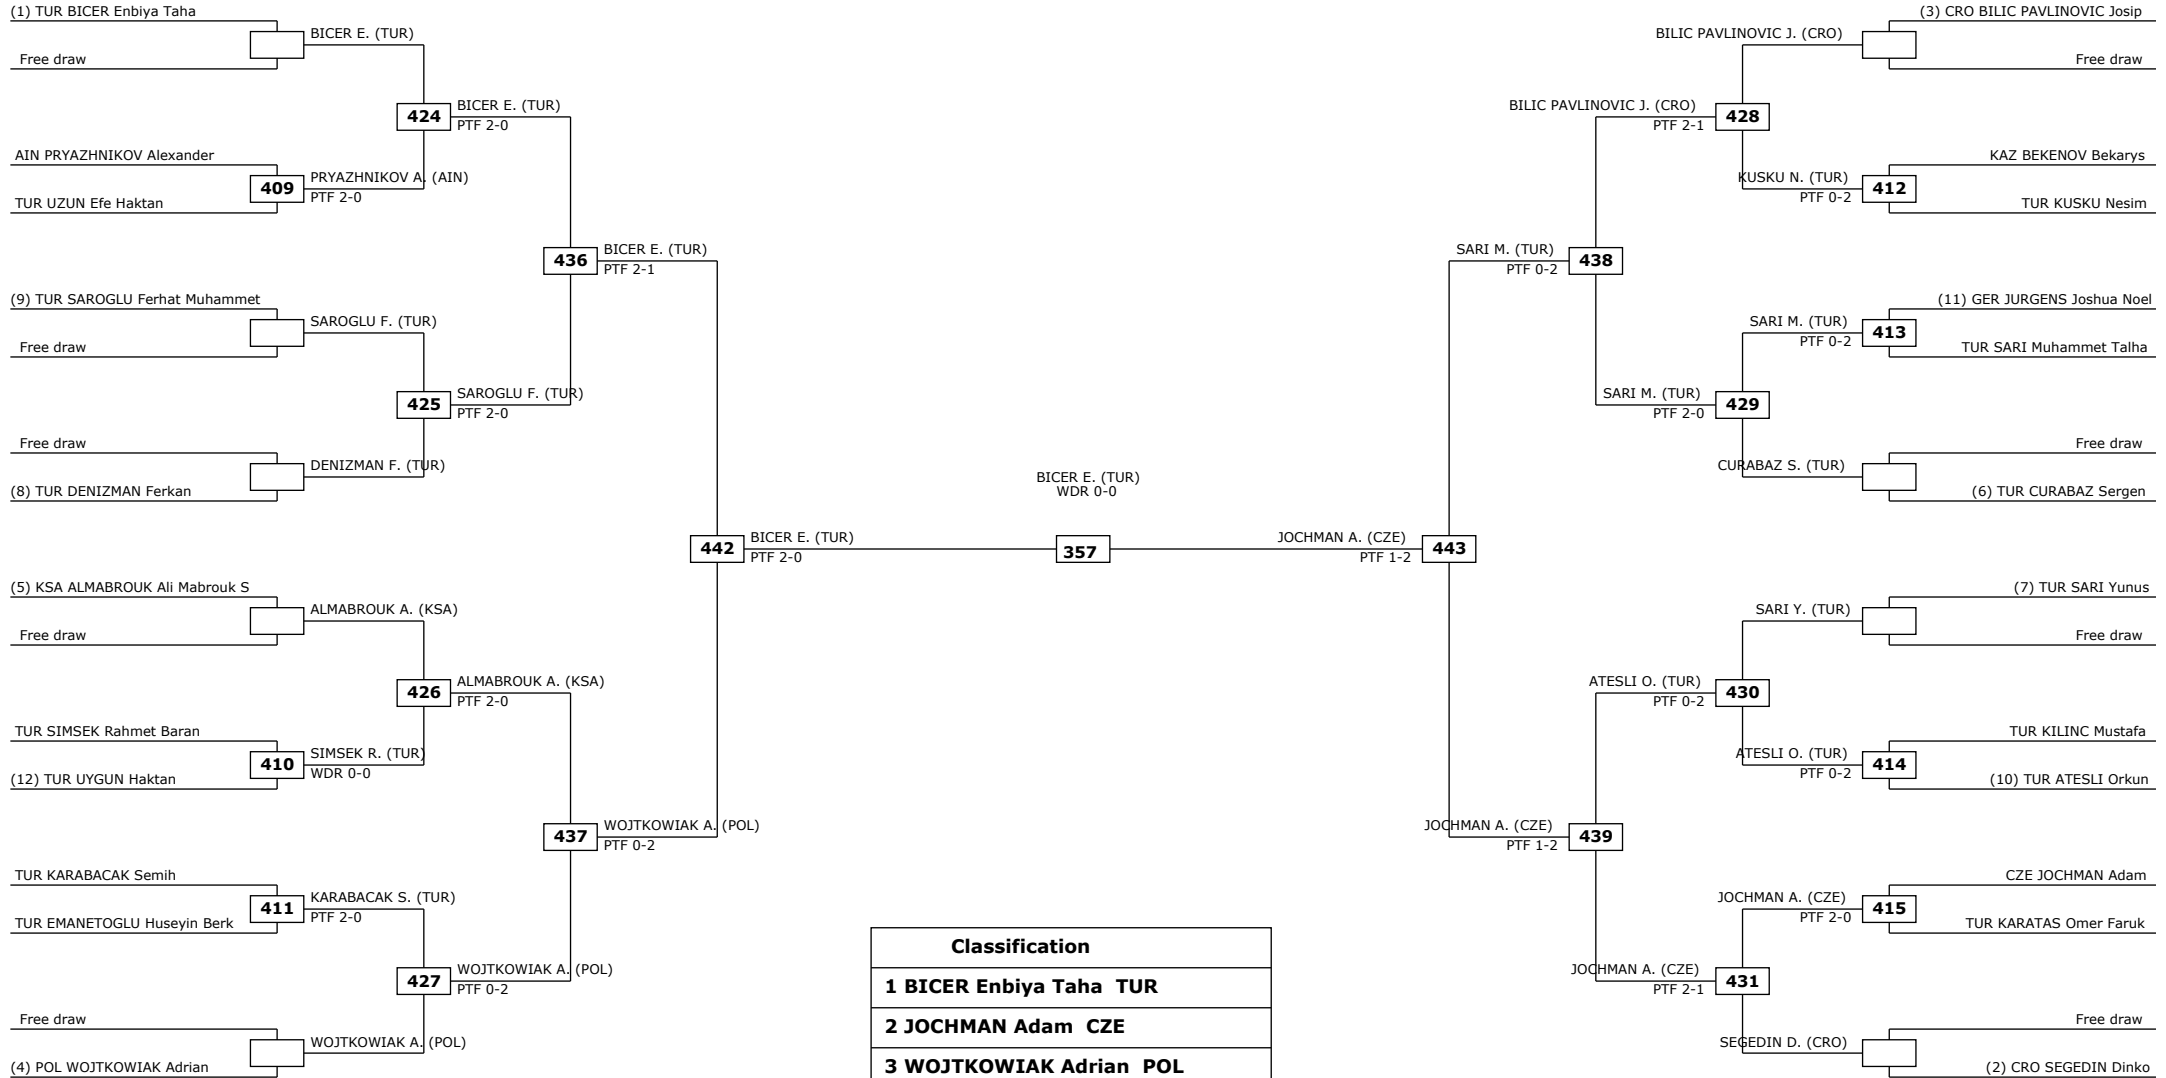 (1) TUR BICER Enbiya Taha
BICER E. (TUR)
Free draw
424
BICER E. (TUR)
PTF 2-0
AIN PRYAZHNIKOV Alexander
409
PRYAZHNIKOV A. (AIN)
PTF 2-0
TUR UZUN Efe Haktan
436
BICER E. (TUR)
PTF 2-1
(9) TUR SAROGLU Ferhat Muhammet
SAROGLU F. (TUR)
Free draw
425
SAROGLU F. (TUR)
PTF 2-0
Free draw
DENIZMAN F. (TUR)
(8) TUR DENIZMAN Ferkan
442
BICER E. (TUR)
PTF 2-0
(5) KSA ALMABROUK Ali Mabrouk S
ALMABROUK A. (KSA)
Free draw
426
ALMABROUK A. (KSA)
PTF 2-0
TUR SIMSEK Rahmet Baran
410
SIMSEK R. (TUR)
WDR 0-0
(12) TUR UYGUN Haktan
437
WOJTKOWIAK A. (POL)
PTF 0-2
TUR KARABACAK Semih
411
KARABACAK S. (TUR)
PTF 2-0
TUR EMANETOGLU Huseyin Berk
427
WOJTKOWIAK A. (POL)
PTF 0-2
Free draw
WOJTKOWIAK A. (POL)
(4) POL WOJTKOWIAK Adrian
BICER E. (TUR)
WDR 0-0
357
Classification
1 BICER Enbiya Taha TUR
2 JOCHMAN Adam CZE
3 WOJTKOWIAK Adrian POL
(3) CRO BILIC PAVLINOVIC Josip
BILIC PAVLINOVIC J. (CRO)
Free draw
BILIC PAVLINOVIC J. (CRO)
PTF 2-1
428
KAZ BEKENOV Bekarys
KUSKU N. (TUR)
PTF 0-2
412
TUR KUSKU Nesim
SARI M. (TUR)
PTF 0-2
438
(11) GER JURGENS Joshua Noel
SARI M. (TUR)
PTF 0-2
413
TUR SARI Muhammet Talha
SARI M. (TUR)
PTF 2-0
429
Free draw
CURABAZ S. (TUR)
(6) TUR CURABAZ Sergen
JOCHMAN A. (CZE)
PTF 1-2
443
(7) TUR SARI Yunus
SARI Y. (TUR)
Free draw
ATESLI O. (TUR)
PTF 0-2
430
TUR KILINC Mustafa
ATESLI O. (TUR)
PTF 0-2
414
(10) TUR ATESLI Orkun
JOCHMAN A. (CZE)
PTF 1-2
439
CZE JOCHMAN Adam
JOCHMAN A. (CZE)
PTF 2-0
415
TUR KARATAS Omer Faruk
JOCHMAN A. (CZE)
PTF 2-1
431
Free draw
SEGEDIN D. (CRO)
(2) CRO SEGEDIN Dinko